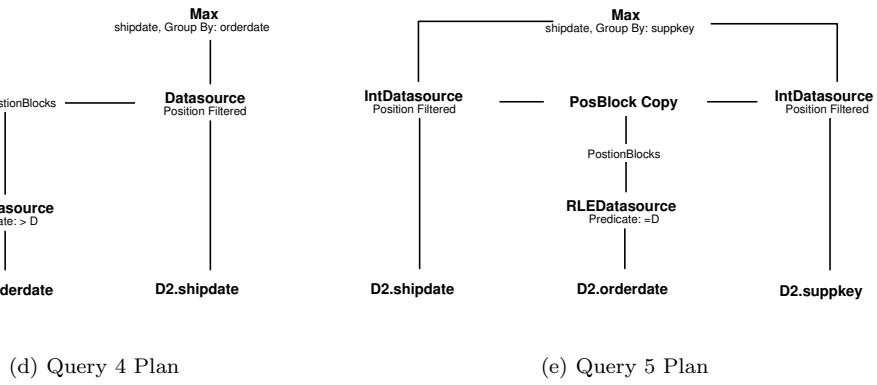 Max
shipdate, Group By: orderdate
Datasource
Position Filtered
D2.shipdate
(d) Query 4 Plan
Max
shipdate, Group By: suppkey
IntDatasource
Position Filtered
PosBlock Copy
IntDatasource
Position Filtered
PostionBlocks
RLEDatasource
Predicate: =D
D2.shipdate
D2.orderdate
D2.suppkey
(e) Query 5 Plan